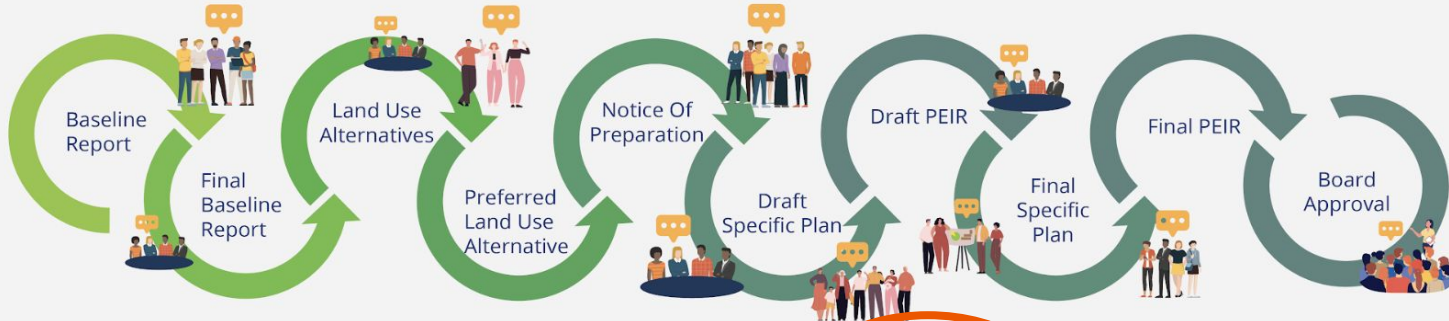 Baseline
Report
Final
Baseline
Report
Land Use
Alternatives
Preferred
Land Use
Alternative
Notice Of
Preparation
Draft
Specific Plan
Draft PEIR
Final
Specific
Plan
Final PEIR
Board
Approval